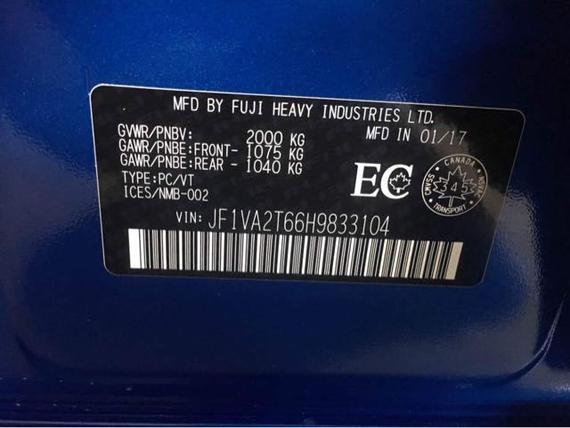 MFD BY FUJI HEAVY INDUSTRIES LTD.
GVWR/PNBV: 2000 KG MFD IN 01/17
GAWR/PNBE:FRONT- 1075 KG
GAWR/PNBE:REAR - 1040 KG
TYPE:PC/VT
ICES/NMB-002
EC
CANADA
345
TRANSPORT
VIN: JF1VA2T66H9833104